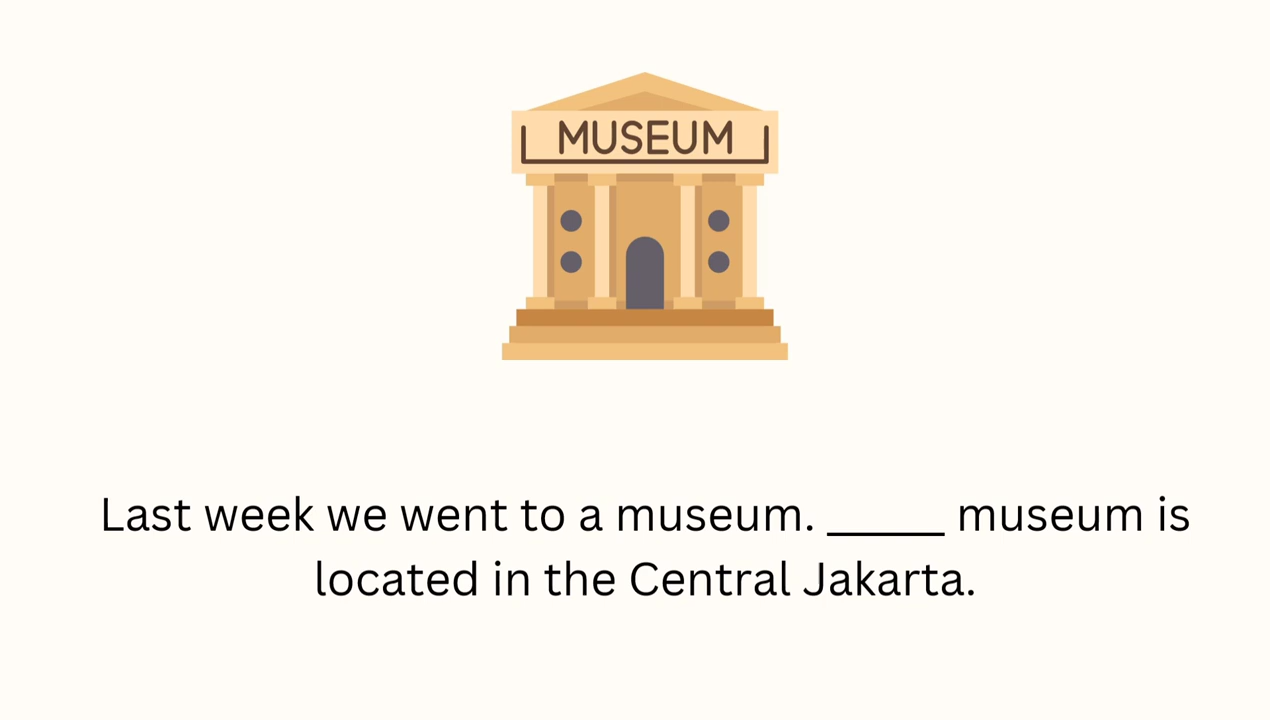 MUSEUM
Last week we went to a museum. _____ museum is
located in the Central Jakarta.